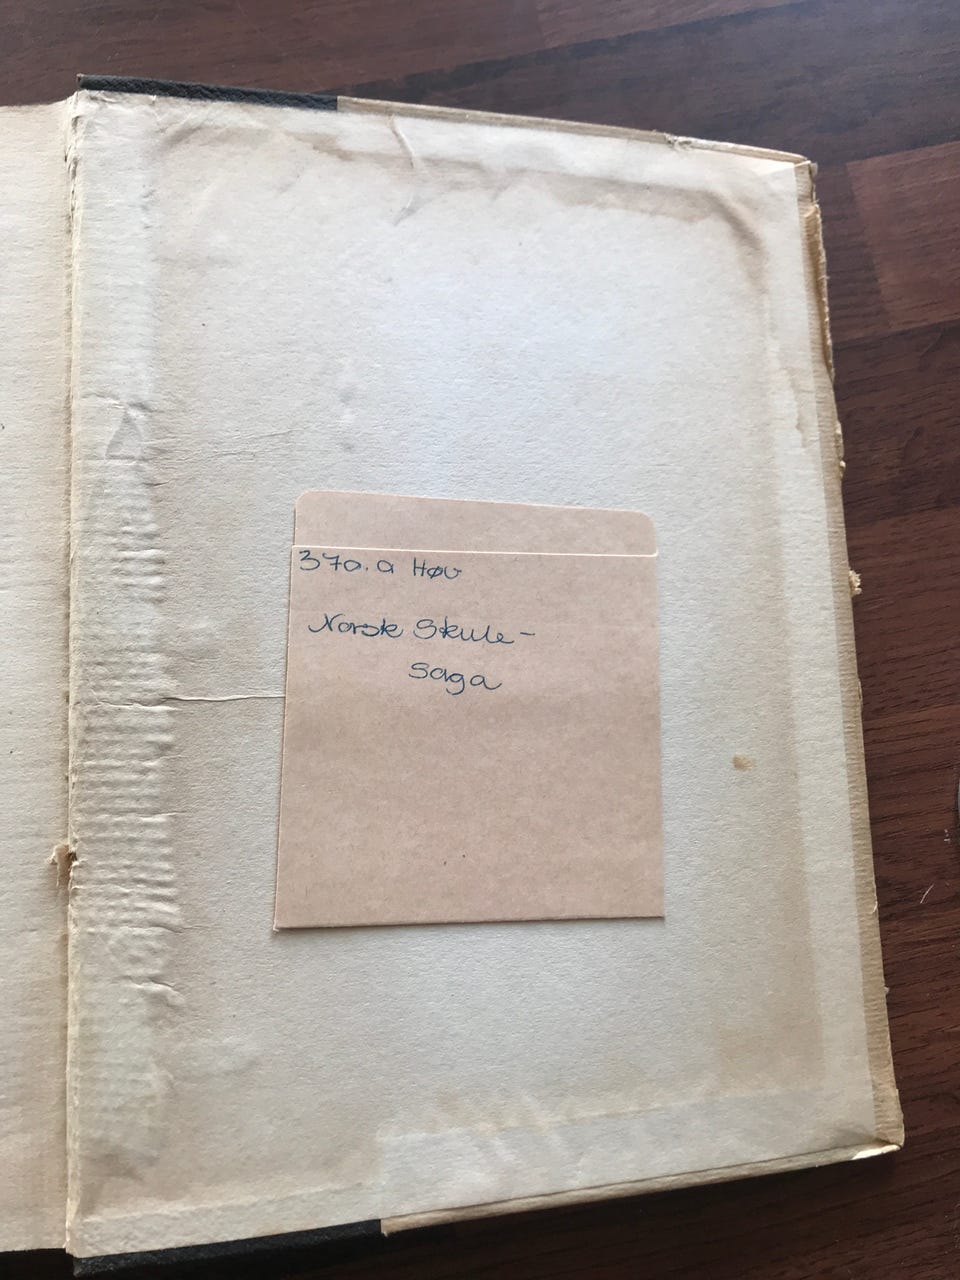 370.a Høv
Norsk Skule-
Saga